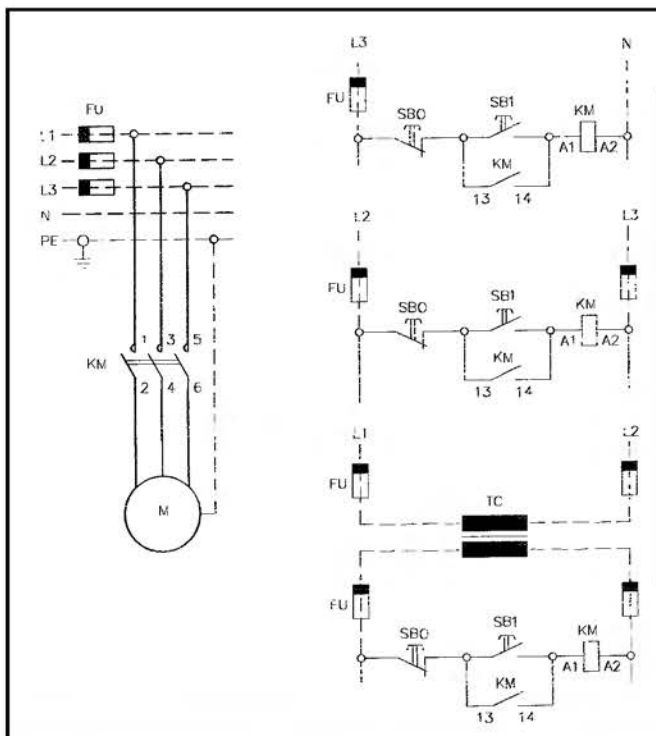 FU
L1
L2
L3
N
PE
1 3 5
KM
2 4 6
M
L3 N
FU
SB0 SB1 KM
A1 A2
KM
13 14
L2 L3
FU
SB0 SB1 KM
A1 A2
KM
13 14
L1 L2
FU
TC
FU
SB0 SB1 KM
A1 A2
KM
13 14